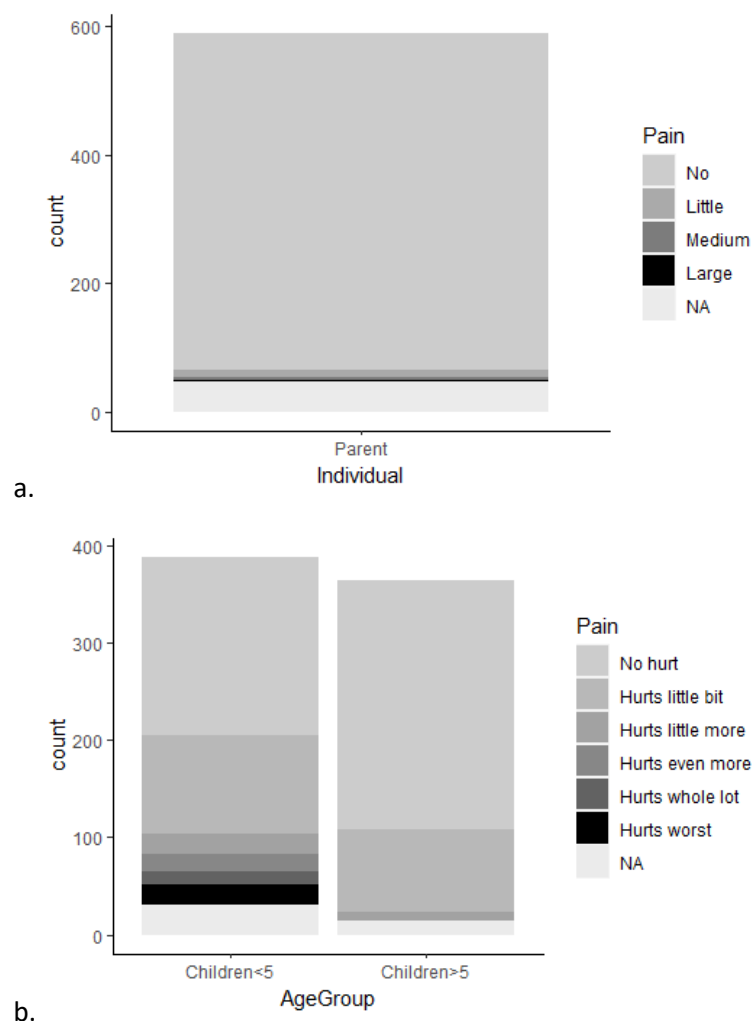 600
400
200
0
count
Parent
Individual
Pain
No
Little
Medium
Large
NA
a.
400
300
200
100
0
count
Children<5
Children>5
AgeGroup
Pain
No hurt
Hurts little bit
Hurts little more
Hurts even more
Hurts whole lot
Hurts worst
NA
b.